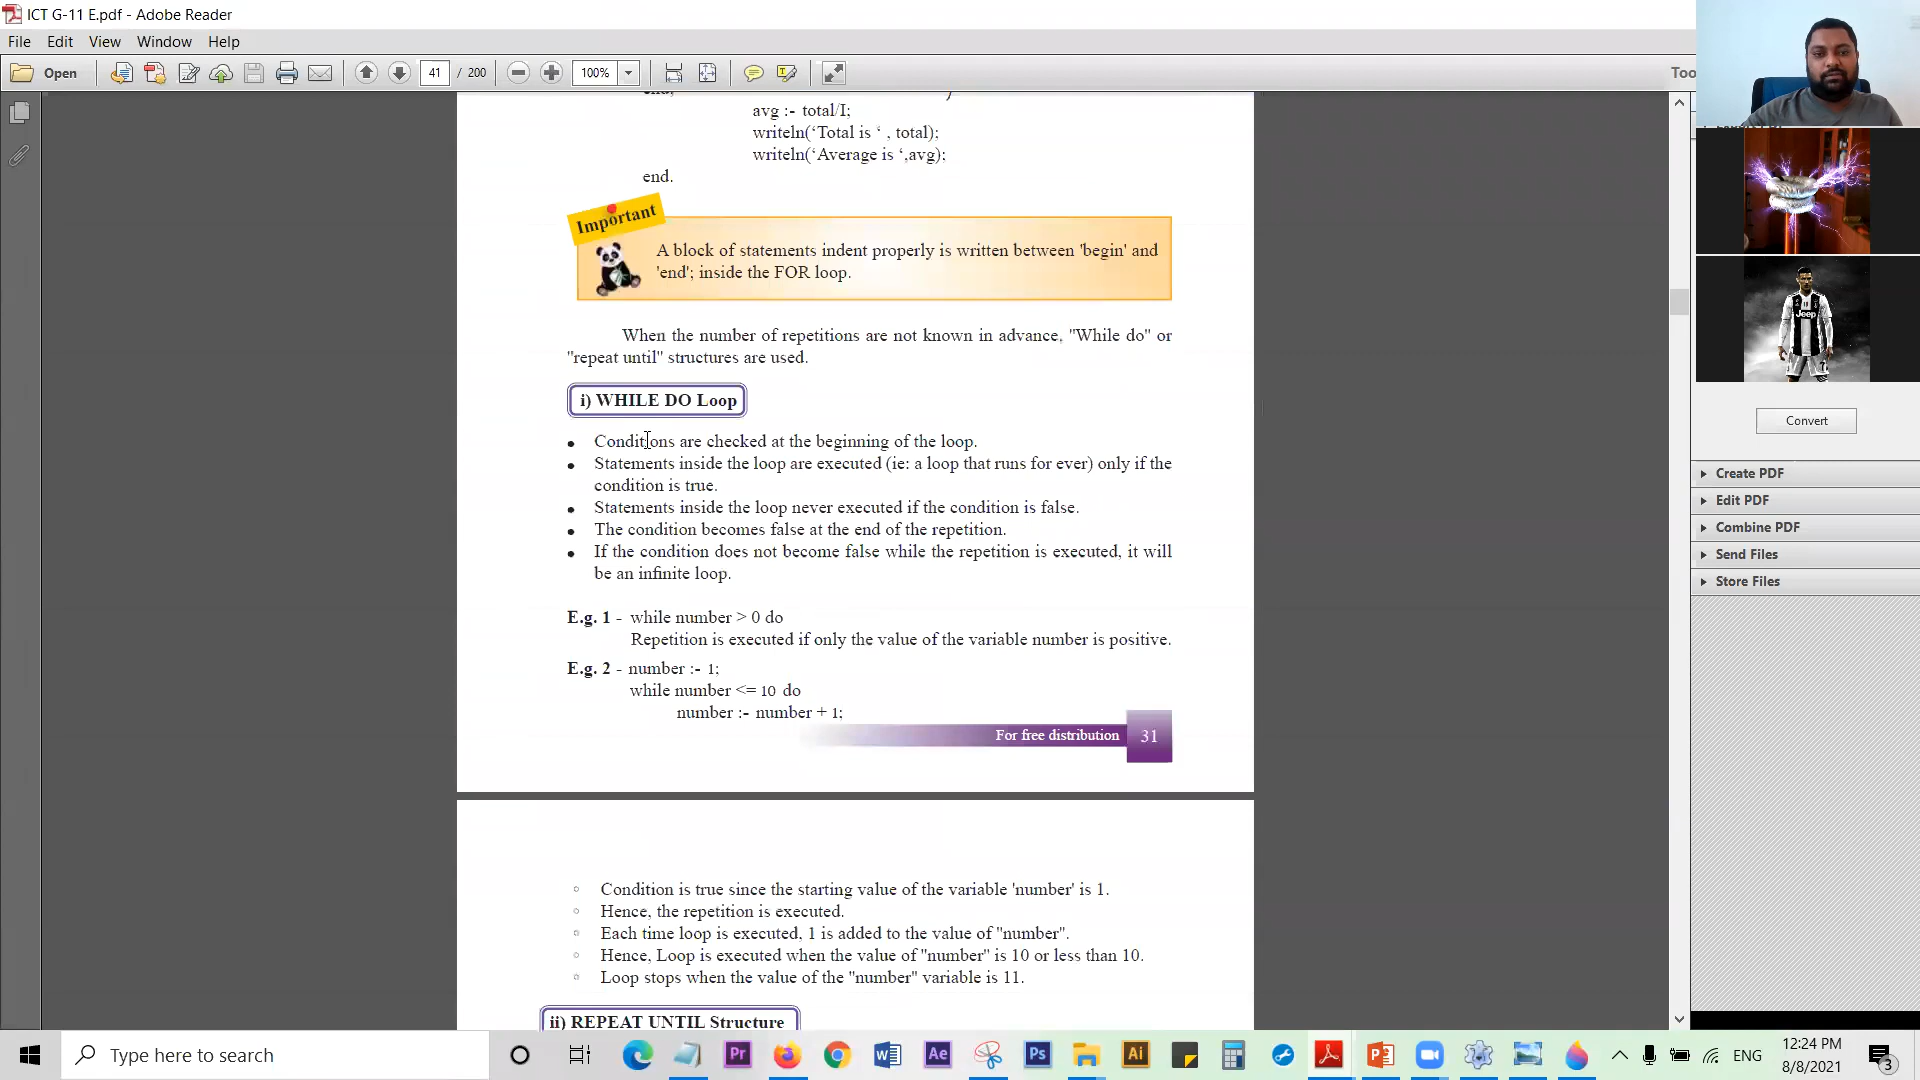 ICT G-11 E.pdf - Adobe Reader
File Edit View Window Help
Open 41 / 200 100%
Too
avg :- total/I;
writeln(‘Total is ‘ , total);
writeln(‘Average is ‘,avg);
end.
Important
A block of statements indent properly is written between 'begin' and
'end'; inside the FOR loop.
When the number of repetitions are not known in advance, "While do" or
"repeat until" structures are used.
i) WHILE DO Loop
● Conditions are checked at the beginning of the loop.
● Statements inside the loop are executed (ie: a loop that runs for ever) only if the
condition is true.
● Statements inside the loop never executed if the condition is false.
● The condition becomes false at the end of the repetition.
● If the condition does not become false while the repetition is executed, it will
be an infinite loop.
E.g. 1 - while number > 0 do
Repetition is executed if only the value of the variable number is positive.
E.g. 2 - number :- 1;
while number <= 10 do
number :- number + 1;
For free distribution 31
◦ Condition is true since the starting value of the variable 'number' is 1.
◦ Hence, the repetition is executed.
◦ Each time loop is executed, 1 is added to the value of "number".
◦ Hence, Loop is executed when the value of "number" is 10 or less than 10.
◦ Loop stops when the value of the "number" variable is 11.
ii) REPEAT UNTIL Structure
Jeep
7
Convert
Create PDF
Edit PDF
Combine PDF
Send Files
Store Files
Type here to search
Pr
Ae
Ps
Ai
ENG
12:24 PM
8/8/2021
3